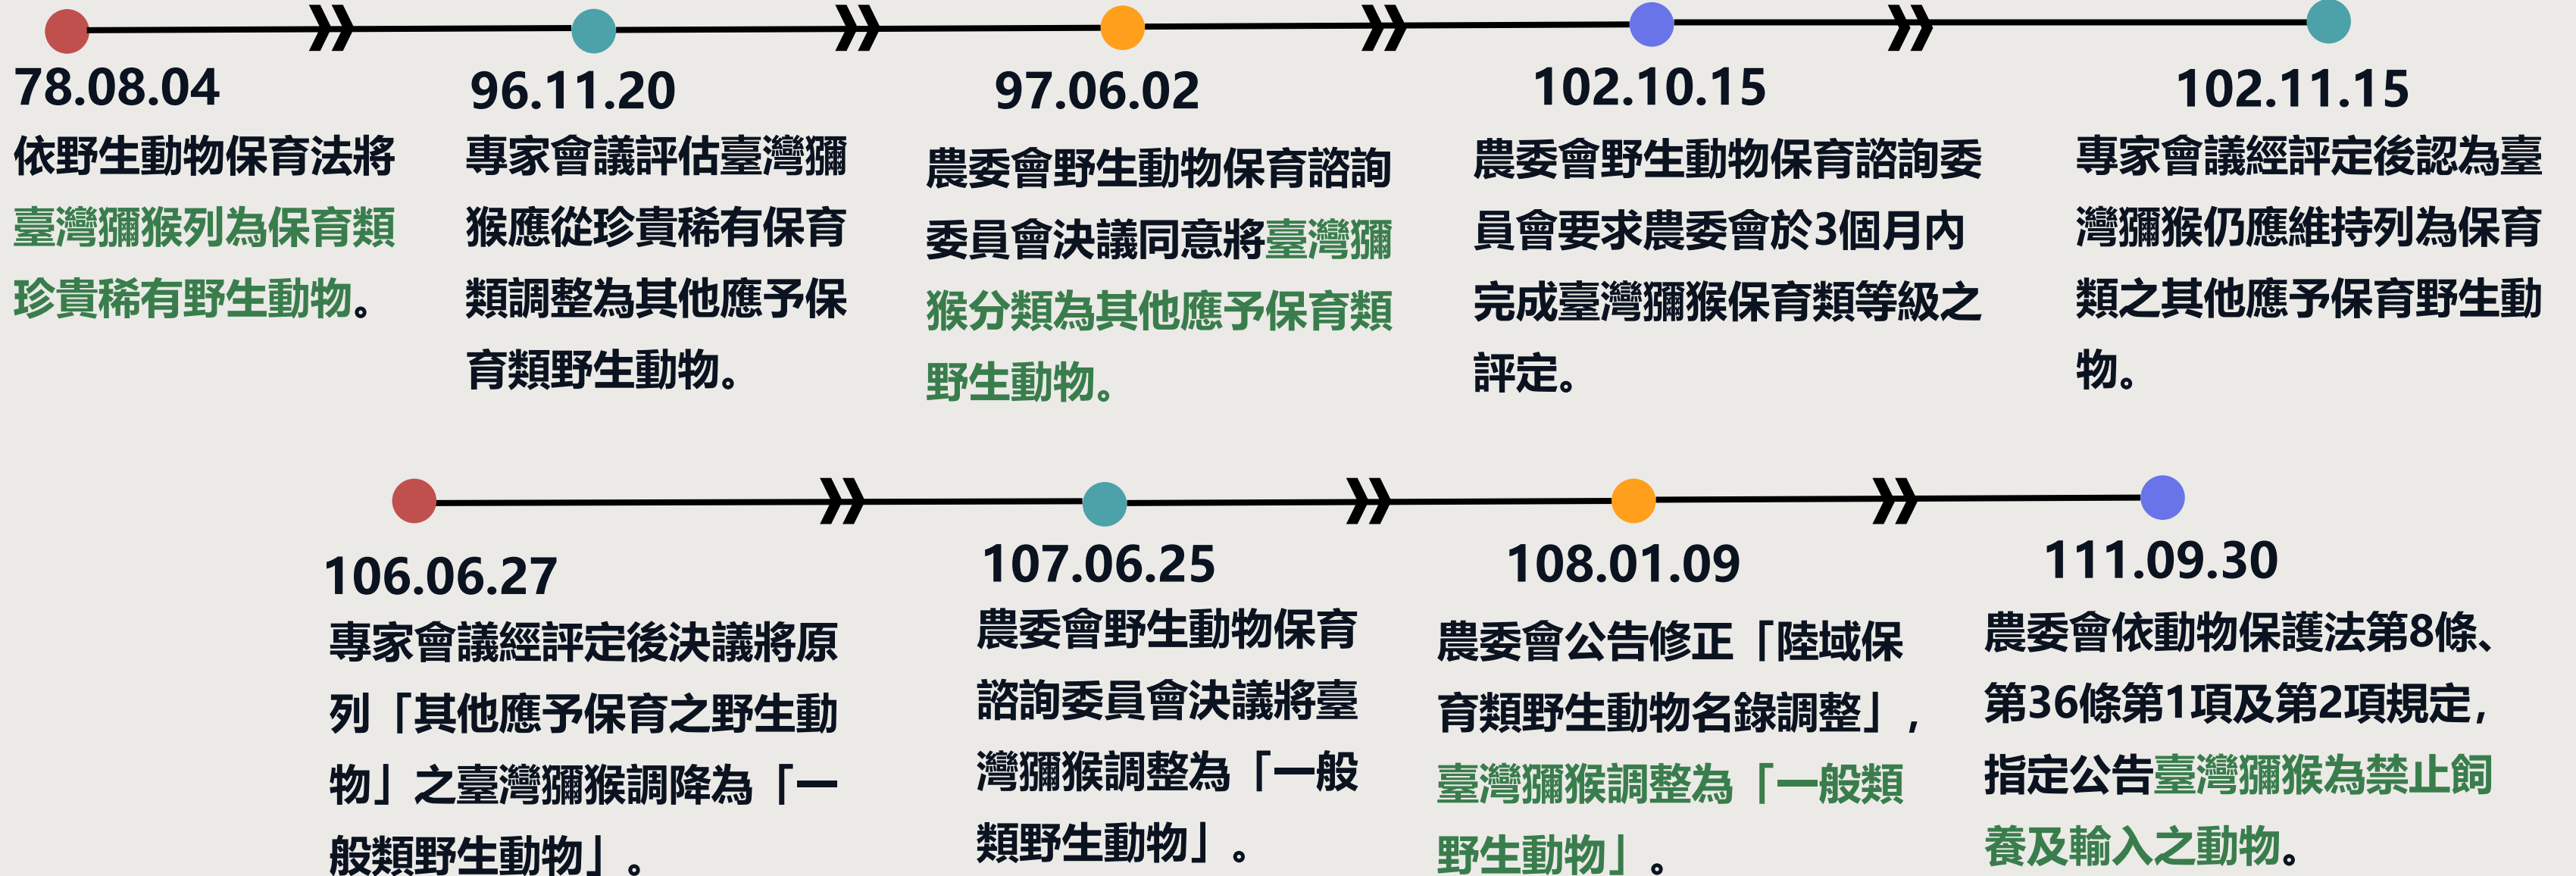 78.08.04
依野生動物保育法將
臺灣獼猴列為保育類
珍貴稀有野生動物。
96.11.20
專家會議評估臺灣獼
猴應從珍貴稀有保育
類調整為其他應予保
育類野生動物。
97.06.02
農委會野生動物保育諮詢
委員會決議同意將臺灣獼
猴分類為其他應予保育類
野生動物。
102.10.15
農委會野生動物保育諮詢委
員會要求農委會於3個月內
完成臺灣獼猴保育類等級之
評定。
102.11.15
專家會議經評定後認為臺
灣獼猴仍應維持列為保育
類之其他應予保育野生動
物。
106.06.27
專家會議經評定後決議將原
列「其他應予保育之野生動
物」之臺灣獼猴調降為「一
般類野生動物」。
107.06.25
農委會野生動物保育
諮詢委員會決議將臺
灣獼猴調整為「一般
類野生動物」。
108.01.09
農委會公告修正「陸域保
育類野生動物名錄調整」,
臺灣獼猴調整為「一般類
野生動物」。
111.09.30
農委會依動物保護法第8條、
第36條第1項及第2項規定,
指定公告臺灣獼猴為禁止飼
養及輸入之動物。